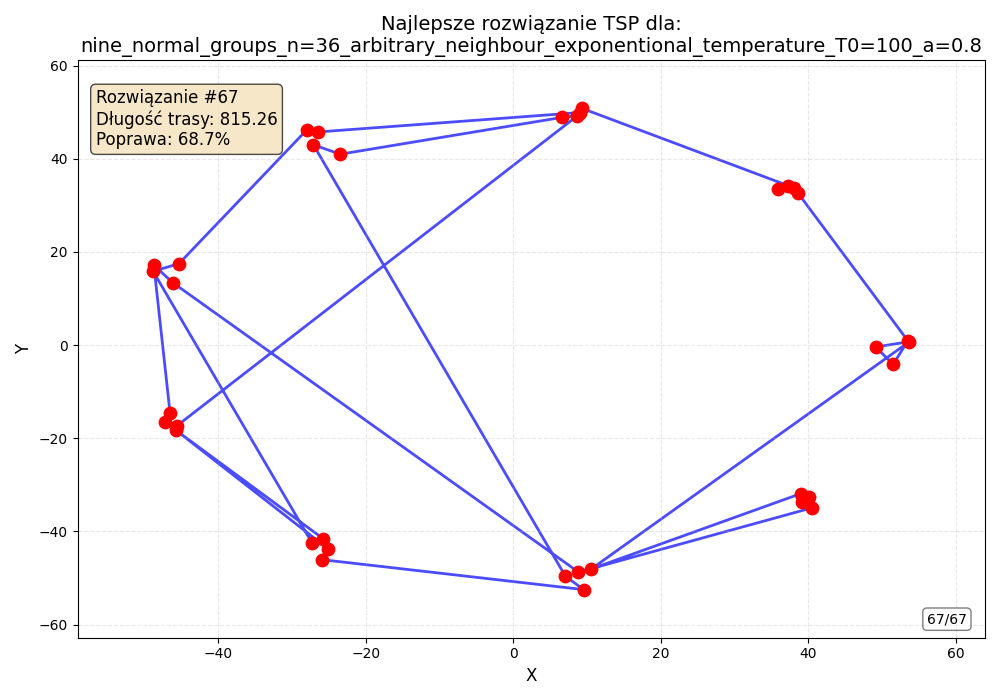 Najlepsze rozwiązanie TSP dla:
nine_normal_groups_n=36_arbitrary_neighbour_exponentional_temperature_T0=100_a=0.8
Rozwiązanie #67
Długość trasy: 815.26
Poprawa: 68.7%
60
40
20
0
−20
−40
−60
Y
67/67
−40
−20
0
20
40
60
X